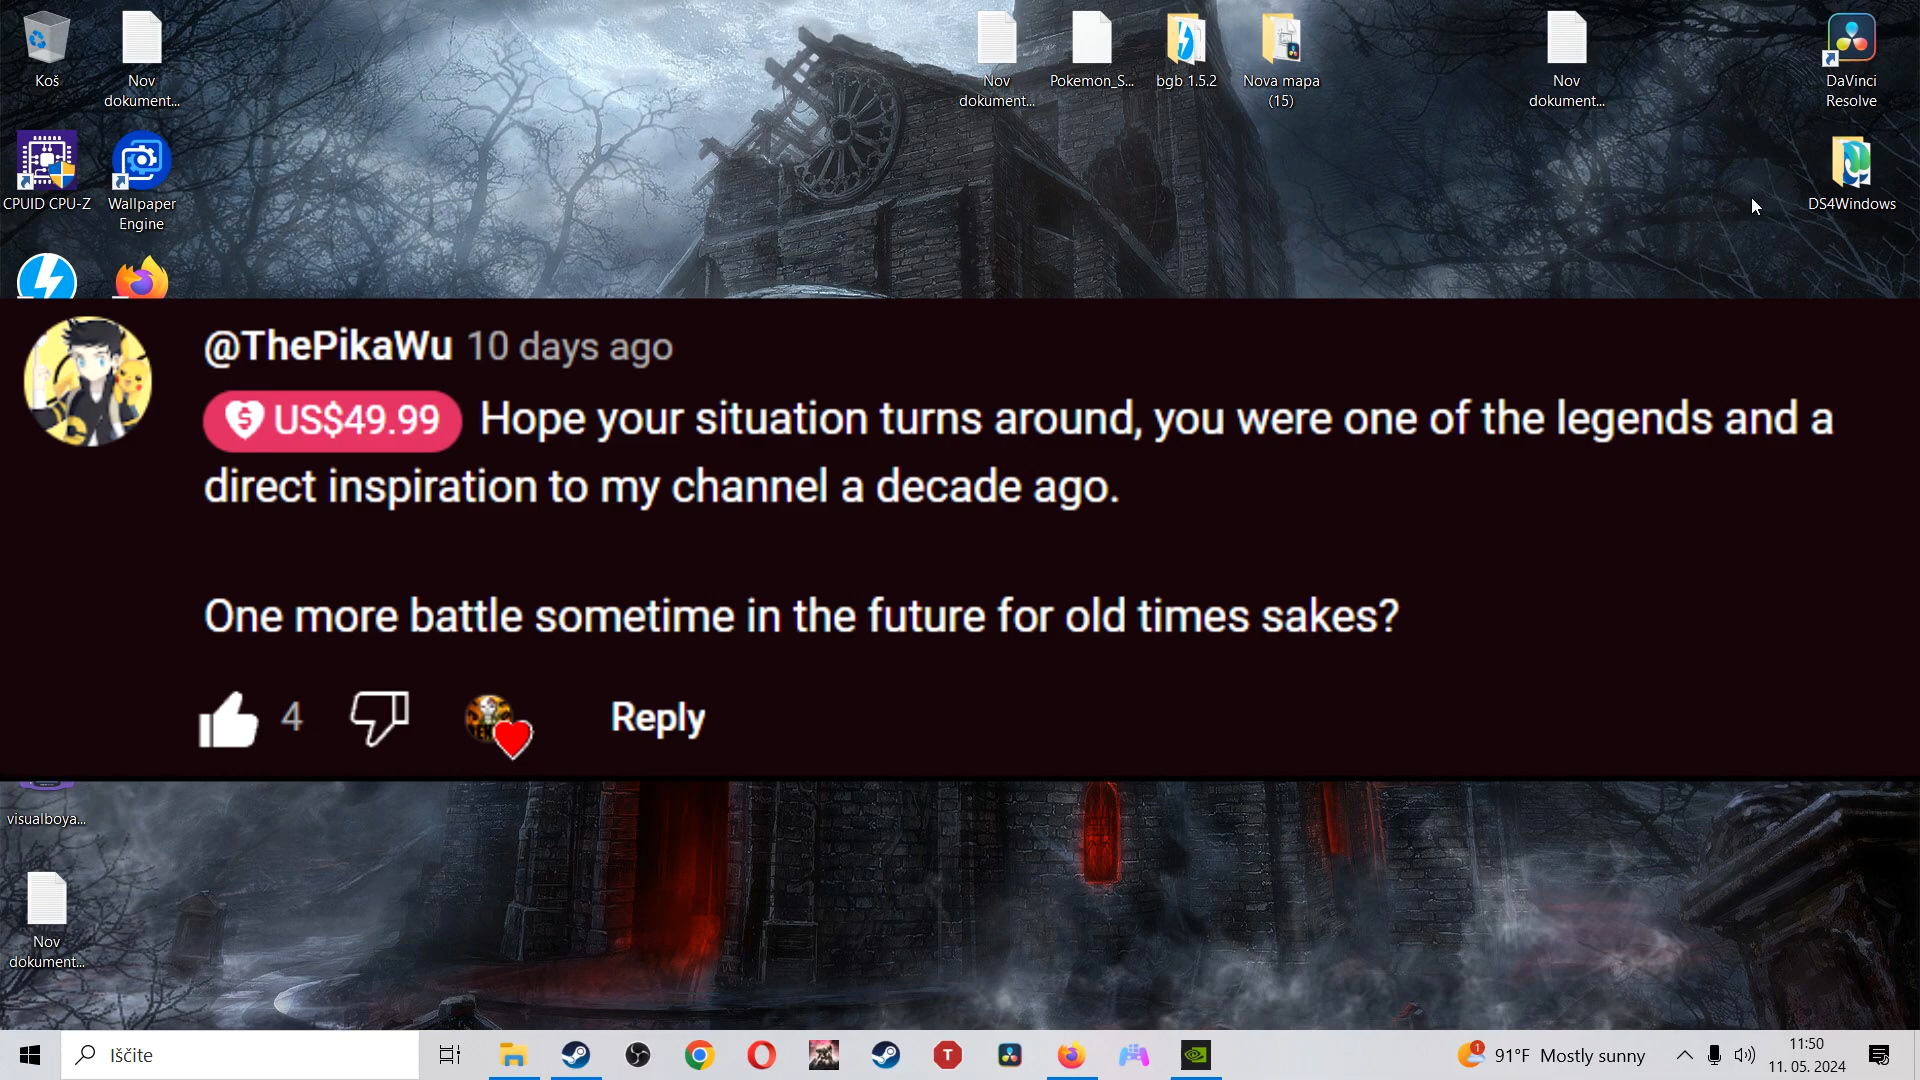 Koš
Nov
dokument...
Nov
dokument...
Pokemon_S...
bgb 1.5.2
Nova mapa
(15)
Nov
dokument...
DaVinci
Resolve
CPUID CPU-Z
Wallpaper
Engine
DS4Windows
@ThePikaWu 10 days ago
US$49.99 Hope your situation turns around, you were one of the legends and a
direct inspiration to my channel a decade ago.
One more battle sometime in the future for old times sakes?
4
Reply
visualboya...
Nov
dokument...
Iščite
T
1
91°F Mostly sunny
11:50
11. 05. 2024